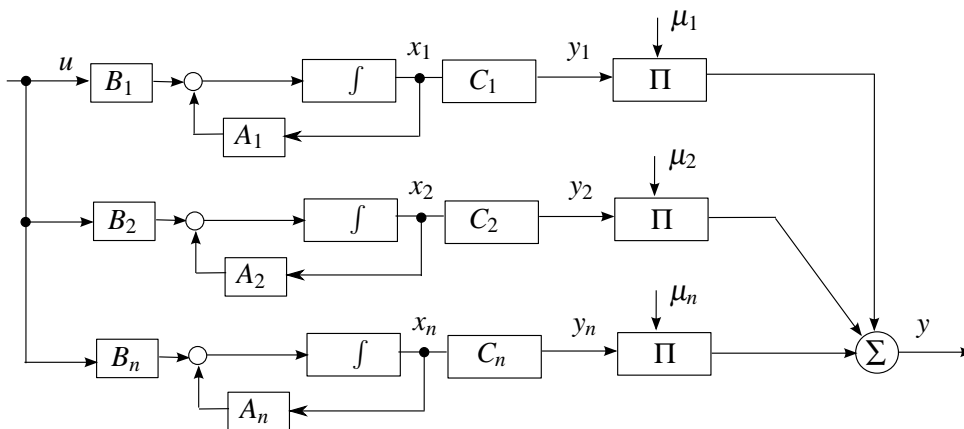 u B₁ ∫ x₁ C₁ y₁ μ₁ Π
A₁
B₂ ∫ x₂ C₂ y₂ μ₂ Π
A₂
Bₙ ∫ xₙ Cₙ yₙ μₙ Π Σ y
Aₙ